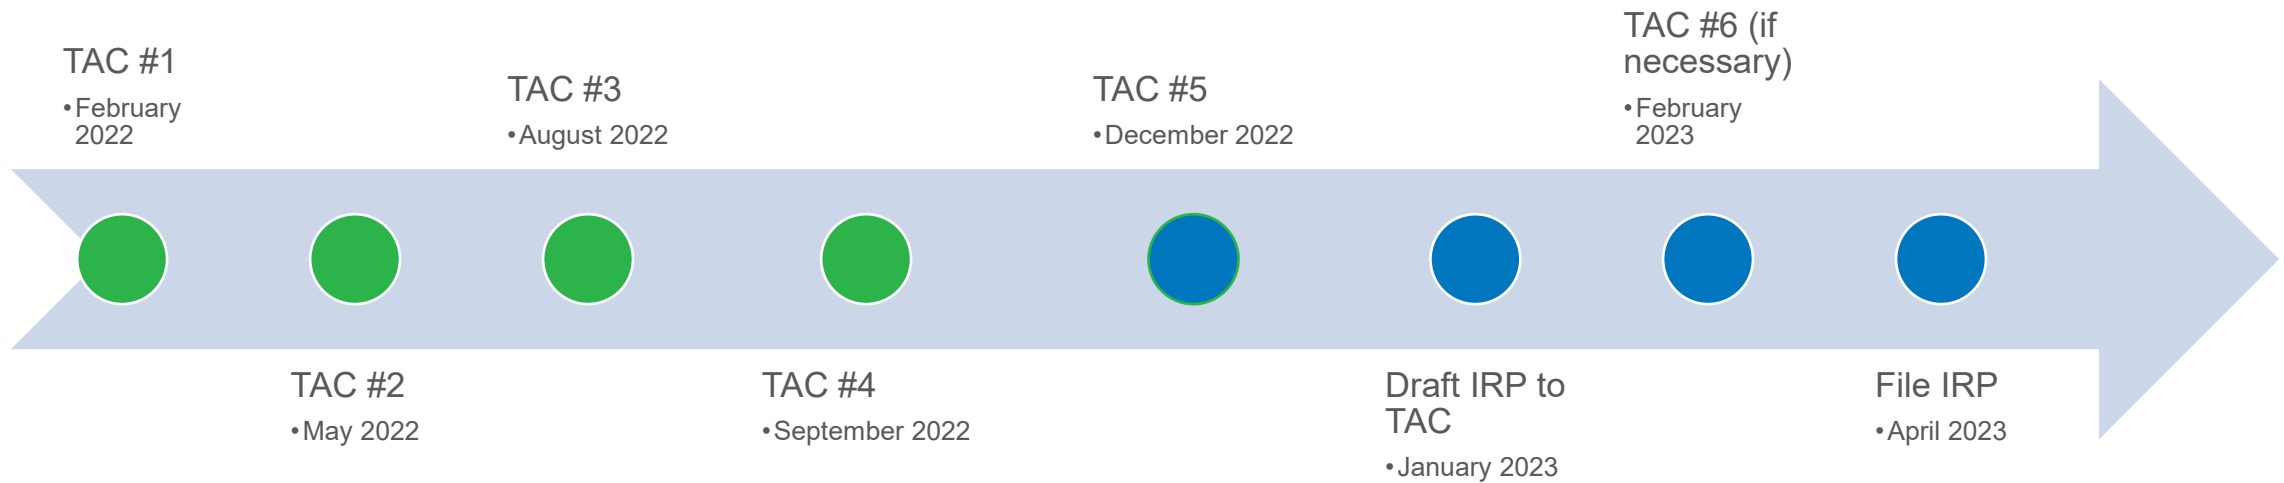 TAC #1
•February
2022
TAC #2
•May 2022
TAC #3
•August 2022
TAC #4
•September 2022
TAC #5
•December 2022
Draft IRP to
TAC
•January 2023
TAC #6 (if
necessary)
•February
2023
File IRP
•April 2023